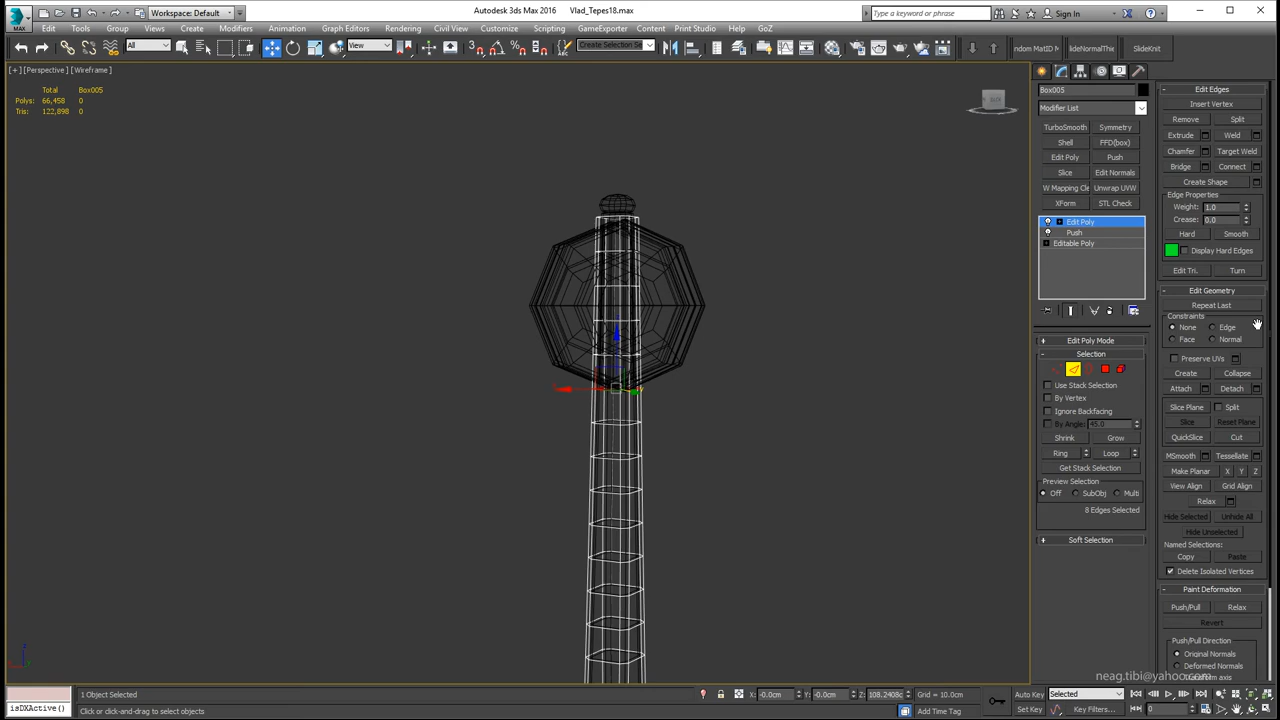 MAX
Workspace: Default
Autodesk 3ds Max 2016 Vlad_Tepes18.max
Type a keyword or phrase
Sign In
Edit Tools Group Views Create Modifiers Animation Graph Editors Rendering Civil View Customize Scripting GameExporter Content Print Studio Help GoZ
All
View
Create Selection Se
ndom MatID M
lideNormalThie
SlideKnit
[+] [Perspective] [Wireframe]
Total Box005
Polys: 66,458 0
Tris: 122,898 0
Box005
Modifier List
TurboSmooth Symmetry
Shell FFD(box)
Edit Poly Push
Slice Edit Normals
W Mapping Cle Unwrap UVW
XForm STL Check
Edit Poly
Push
Editable Poly
Edit Poly Mode
Selection
Use Stack Selection
By Vertex
Ignore Backfacing
By Angle: 45.0
Shrink Grow
Ring Loop
Get Stack Selection
Preview Selection
Off SubObj Multi
8 Edges Selected
Soft Selection
Edit Edges
Insert Vertex
Remove Split
Extrude Weld
Chamfer Target Weld
Bridge Connect
Create Shape
Edge Properties
Weight: 1.0
Crease: 0.0
Hard Smooth
Display Hard Edges
Edit Tri. Turn
Edit Geometry
Repeat Last
Constraints
None Edge
Face Normal
Preserve UVs
Create Collapse
Attach Detach
Slice Plane Split
Slice Reset Plane
QuickSlice Cut
MSmooth Tessellate
Make Planar X Y Z
View Align Grid Align
Relax
Hide Selected Unhide All
Hide Unselected
Named Selections:
Copy Paste
Delete Isolated Vertices
Paint Deformation
Push/Pull Relax
Revert
Push/Pull Direction
Original Normals
Deformed Normals
neag.tibi@yahoo.com
isDXActive()
1 Object Selected
Click or click-and-drag to select objects
X: -0.0cm Y: -0.0cm Z: 108.2408c Grid = 10.0cm
Add Time Tag
Auto Key Selected
Set Key Key Filters...
0